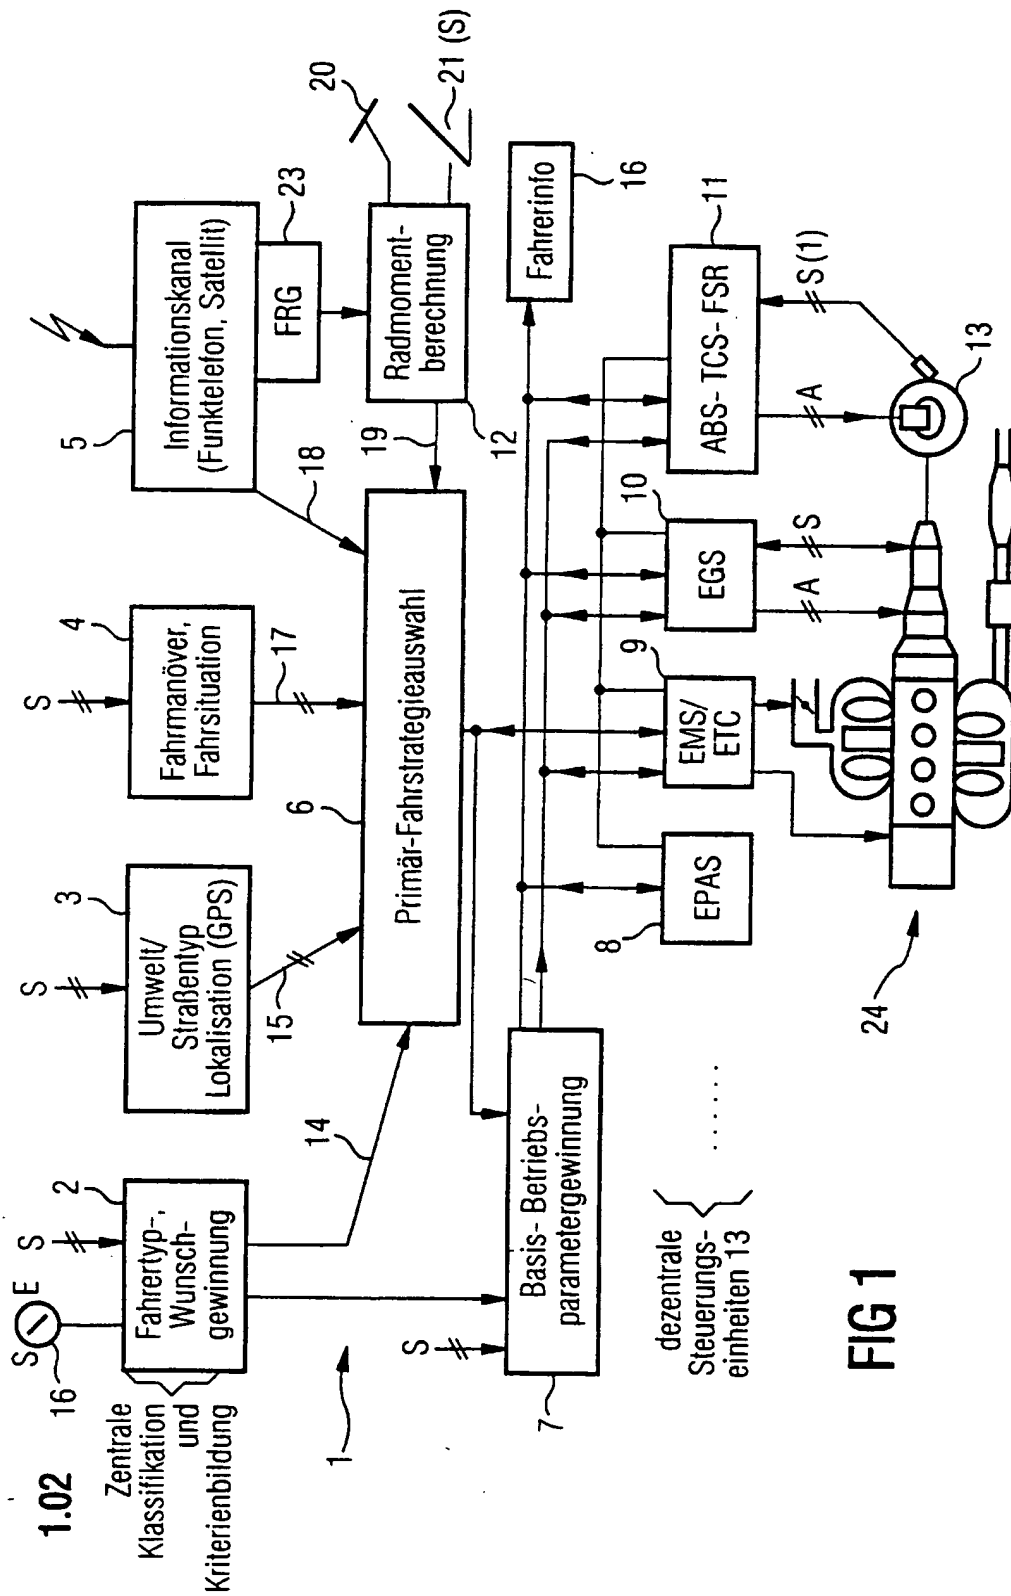 1.02
Zentrale
Klassifikation
und
Kriterienbildung
S
E
16
S
2
Fahrertyp-,
Wunsch-
gewinnung
S
3
Umwelt/
Straßentyp
Lokalisation (GPS)
S
4
Fahrmanöver,
Fahrsituation
5
Informationskanal
(Funktelefon, Satellit)
FRG
23
14
15
17
18
19
20
21 (S)
1
6
Primär-Fahrstrategieauswahl
Radmoment-
berechnung
12
S
7
Basis-Betriebs-
parametergewinnung
Fahrerinfo
16
dezentrale
Steuerungs-
einheiten 13
......
8
EPAS
9
EMS/
ETC
10
EGS
11
ABS-TCS-FSR
A
S
A
S (1)
13
24
FIG 1